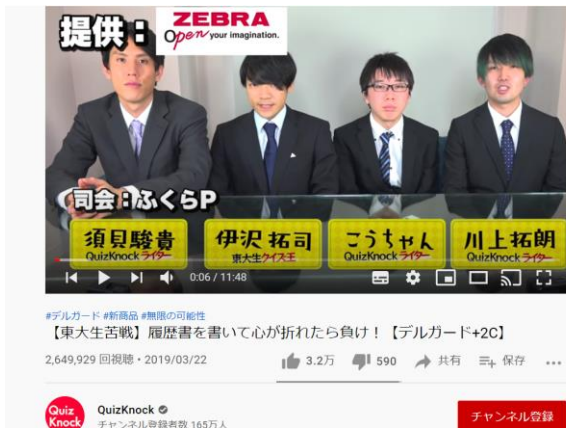 提供：
ZEBRA
Open your imagination.
司会：ふくらP
須貝駿貴
QuizKnock ライター
伊沢拓司
東大生クイズ王
こうちゃん
QuizKnock ライター
川上拓朗
QuizKnock ライター
0:06 / 11:48
#デルガード #新商品 #無限の可能性
【東大生苦戦】履歴書を書いて心が折れたら負け！【デルガード+2C】
2,649,929 回視聴・2019/03/22
3.2万
590
共有
保存
Quiz
Knock
QuizKnock
チャンネル登録者数 165万人
チャンネル登録